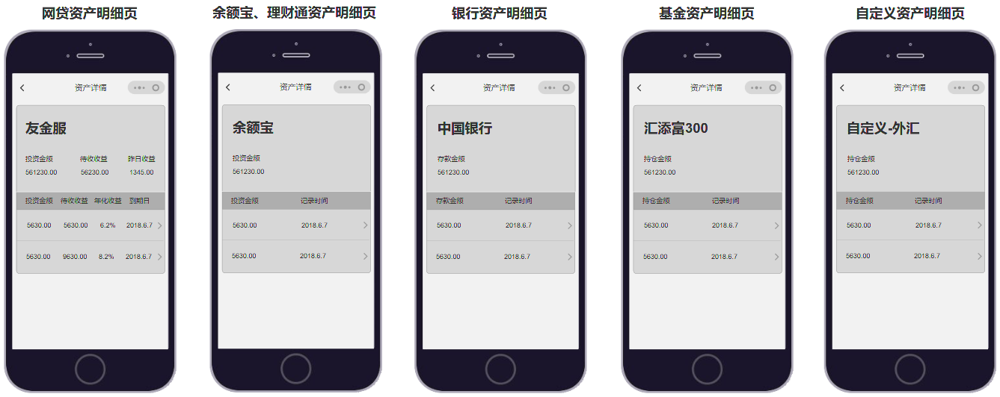 网贷资产明细页
资产详情
友金服
投资金额 待收收益 昨日收益
561230.00 56230.00 1345.00
投资金额 待收收益 年化收益 到期日
5630.00 5630.00 6.2% 2018.6.7
5630.00 9630.00 8.2% 2018.6.7
余额宝、理财通资产明细页
资产详情
余额宝
投资金额
561230.00
投资金额 记录时间
5630.00 2018.6.7
5630.00 2018.6.7
银行资产明细页
资产详情
中国银行
存款金额
561230.00
存款金额 记录时间
5630.00 2018.6.7
5630.00 2018.6.7
基金资产明细页
资产详情
汇添富300
持仓金额
561230.00
持仓金额 记录时间
5630.00 2018.6.7
5630.00 2018.6.7
自定义资产明细页
资产详情
自定义-外汇
持仓金额
561230.00
持仓金额 记录时间
5630.00 2018.6.7
5630.00 2018.6.7